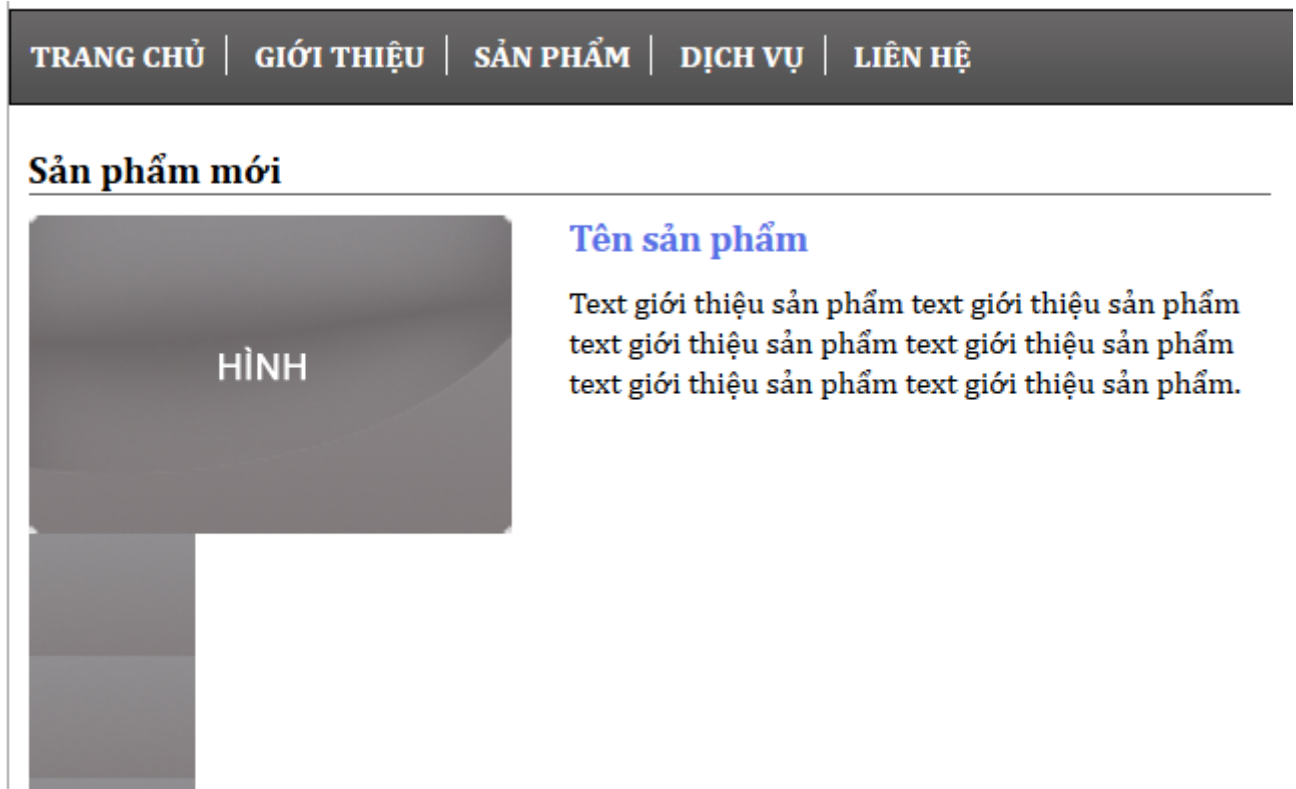 TRANG CHỦ GIỚI THIỆU SẢN PHẨM DỊCH VỤ LIÊN HỆ
Sản phẩm mới
HÌNH
Tên sản phẩm
Text giới thiệu sản phẩm text giới thiệu sản phẩm
text giới thiệu sản phẩm text giới thiệu sản phẩm
text giới thiệu sản phẩm text giới thiệu sản phẩm.